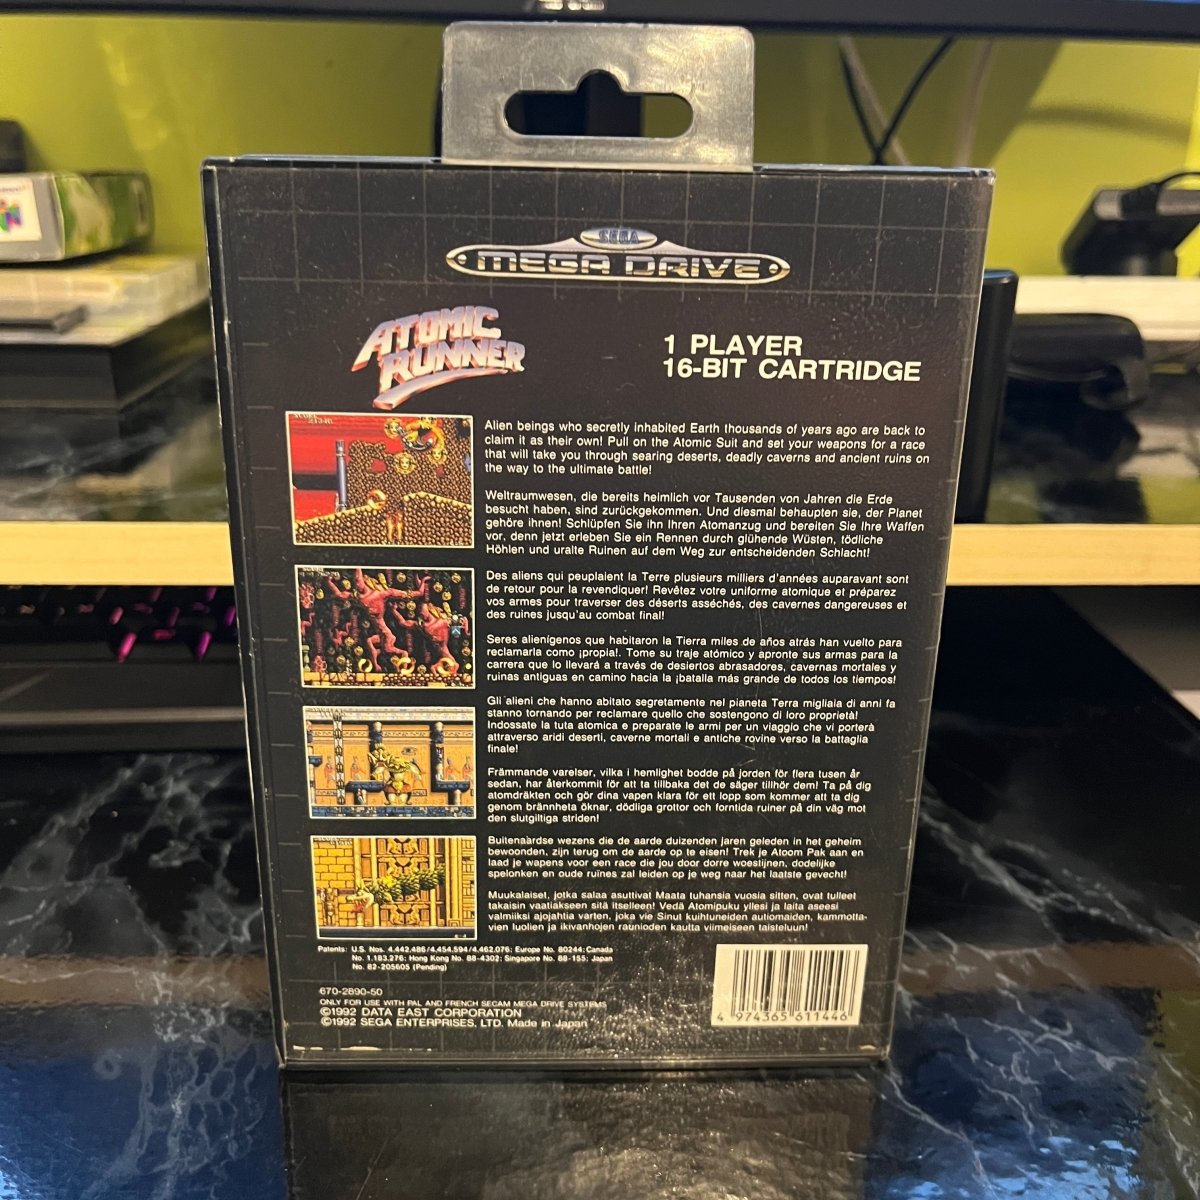 SEGA
MEGA DRIVE
ATOMIC
RUNNER
1 PLAYER
16-BIT CARTRIDGE
Alien beings who secretly inhabited Earth thousands of years ago are back to
claim it as their own! Pull on the Atomic Suit and set your weapons for a race
that will take you through searing deserts, deadly caverns and ancient ruins on
the way to the ultimate battle!
Weltraumwesen, die bereits heimlich vor Tausenden von Jahren die Erde
besucht haben, sind zurückgekommen. Und diesmal behaupten sie, der Planet
gehöre ihnen! Schlüpfen Sie ihn Ihren Atomanzug und bereiten Sie Ihre Waffen
vor, denn jetzt erleben Sie ein Rennen durch glühende Wüsten, tödliche
Höhlen und uralte Ruinen auf dem Weg zur entscheidenden Schlacht!
Des aliens qui peuplaient la Terre plusieurs milliers d'années auparavant sont
de retour pour la revendiquer! Revêtez votre uniforme atomique et préparez
vos armes pour traverser des déserts asséchés, des cavernes dangereuses et
des ruines jusqu'au combat final!
Seres alienígenos que habitaron la Tierra miles de años atrás han vuelto para
reclamarla como ¡propia!. Tome su traje atómico y apronte sus armas para la
carrera que lo llevará a través de desiertos abrasadores, cavernas mortales y
ruinas antiguas en camino hacia la ¡batalla más grande de todos los tiempos!
Gli alieni che hanno abitato segretamente nel pianeta Terra migliaia di anni fa
stanno tornando per reclamare quello che sostengono di loro proprietà!
Indossate la tuta atomica e preparate le armi per un viaggio che vi porterà
attraverso aridi deserti, caverne mortali e antiche rovine verso la battaglia
finale!
Främmande varelser, vilka i hemlighet bodde på jorden för flera tusen år
sedan, har återkommit för att ta tillbaka det de säger tillhör dem! Ta på dig
atomdräkten och gör dina vapen klara för ett lopp som kommer att ta dig
genom brännheta öknar, dödliga grottor och forntida ruiner på din väg mot
den slutgiltiga striden!
Buitenaardse wezens die de aarde duizenden jaren geleden in het geheim
bewoonden, zijn terug om de aarde op te eisen! Trek je Atoom Pak aan en
laad je wapens voor een race die jou door dorre woestijnen, dodelijke
spelonken en oude ruïnes zal leiden op je weg naar het laatste gevecht!
Muukalaiset, jotka salaa asuttivat Maata tuhansia vuosia sitten, ovat tulleet
takaisin vaatiakseen sitä itselleen! Vedä Atomipuku yllesi ja laita aseesi
valmiiksi ajojahtia varten, joka vie Sinut kuihtuneiden autiomaiden, kammotta-
vien luolien ja ikivanhojen raunioden kautta viimeiseen taisteluun!
Patents: U.S. Nos. 4.442.486/4.454.594/4.462.076; Europe No. 80244; Canada
No. 1.183.276; Hong Kong No. 88-4302; Singapore No. 88-155; Japan
No. 82-205605 (Pending)
670-2890-50
ONLY FOR USE WITH PAL AND FRENCH SECAM MEGA DRIVE SYSTEMS
©1992 DATA EAST CORPORATION
©1992 SEGA ENTERPRISES, LTD. Made in Japan
4 974365 611446